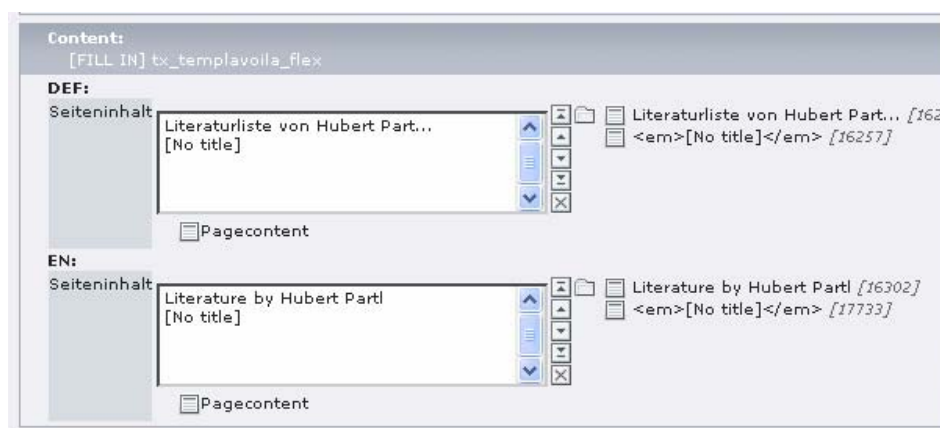 Content:
[FILL IN] tx_templavoila_flex
DEF:
Seiteninhalt
Literaturliste von Hubert Part...
[No title]
Literaturliste von Hubert Part... [162
<em>[No title]</em> [16257]
Pagecontent
EN:
Seiteninhalt
Literature by Hubert Partl
[No title]
Literature by Hubert Partl [16302]
<em>[No title]</em> [17733]
Pagecontent